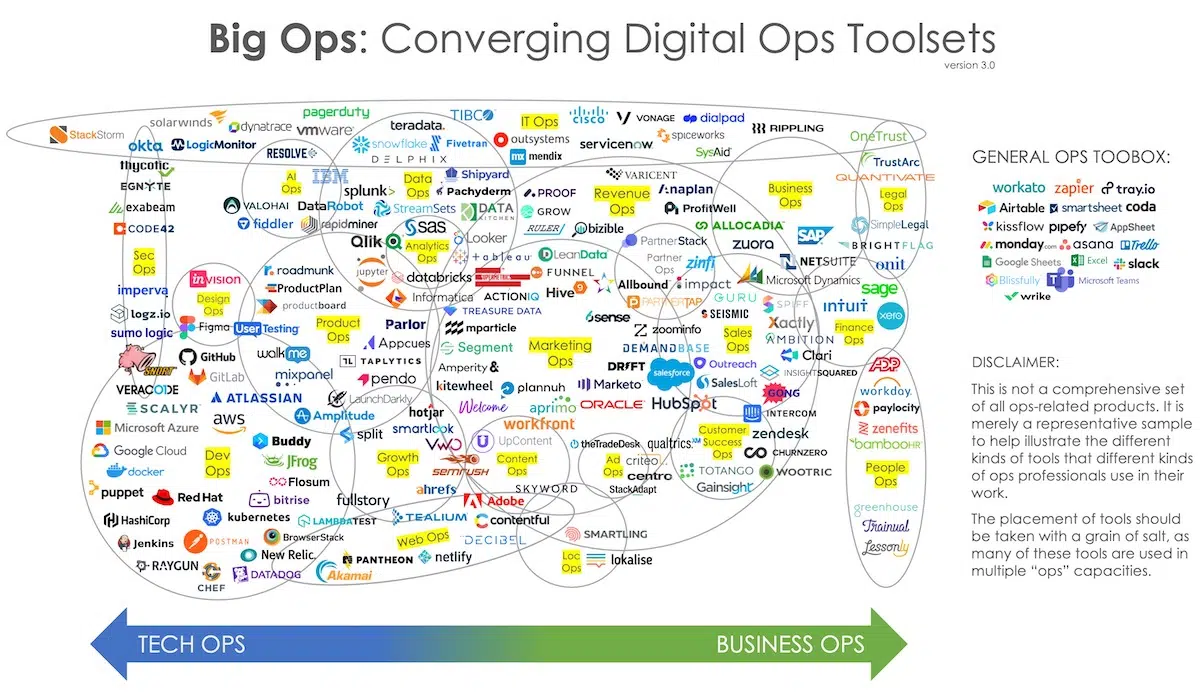 Big Ops: Converging Digital Ops Toolsets
version 3.0
StackStorm
solarwinds
dynatrace
pagerduty
vmware
TIBCO
teradata.
IT Ops
CISCO
VONAGE
dialpad
RIPPLING
OneTrust
okta
LogicMonitor
RESOLVE
snowflake
Fivetran
DELPHIX
outsystems
mendix
servicenow
spiceworks
SysAid
TrustArc
QUANTIVATE
thycotic
EGNYTE
exabeam
CODE42
AI Ops
IBM
splunk>
Data Ops
Shipyard
Pachyderm
VARICENT
PROOF
Revenue Ops
Anaplan
Business Ops
Legal Ops
VALOHAI
DataRobot
StreamSets
DATA KITCHEN
GROW
ProfitWell
fiddler
rapidminer
sas
RULER
bizible
ALLOCADIA
SAP
SimpleLegal
BRIGHTFLAG
Qlik
Analytics Ops
Looker
tableau
PartnerStack
Partner Ops
zuora
NETSUITE
onit
Sec Ops
imperva
logz.io
sumo logic
SNORT
VERACODE
invision
Design Ops
Figma
UserTesting
roadmunk
ProductPlan
productboard
jupyter
databricks
Informatica
ACTIONIQ
LeanData
FUNNEL
Hive9
Allbound
zinfi
impact
PARTNERTAP
Microsoft Dynamics
GURU
SEISMIC
SPIFF
Xactly
AMBITION
intuit
sage
xero
Finance Ops
Product Ops
Parlor
Appcues
TAPLYTICS
pendo
LaunchDarkly
TREASURE DATA
mparticle
Segment
Marketing Ops
6sense
zoominfo
DEMANDBASE
Sales Ops
Clari
INSIGHTSQUARED
GitHub
GitLab
walkme
mixpanel
Amperity
kitewheel
plannuh
Marketo
DRIFT
salesforce
Outreach
SalesLoft
GONG
ADP
workday.
paylocity
zenefits
bambooHR
People Ops
greenhouse
Trainual
Lessonly
SCALYR
ATLASSIAN
aws
Amplitude
hotjar
smartlook
Welcome
aprimo
ORACLE
HubSpot
INTERCOM
zendesk
Microsoft Azure
Google Cloud
docker
Dev Ops
Buddy
JFrog
Flosum
split
VWO
workfront
UpContent
theTradeDesk
qualtrics.XM
Customer Success Ops
CHURNZERO
Growth Ops
SEMRUSH
Content Ops
Ad Ops
criteo
centro
StackAdapt
TOTANGO
Gainsight
WOOTRIC
puppet
Red Hat
bitrise
fullstory
ahrefs
SKYWORD
Adobe
HashiCorp
kubernetes
LAMBDATEST
TEALIUM
contentful
Jenkins
POSTMAN
BrowserStack
Web Ops
DECIBEL
SMARTLING
RAYGUN
New Relic.
PANTHEON
netlify
Loc Ops
lokalise
CHEF
DATADOG
Akamai
TECH OPS
BUSINESS OPS
GENERAL OPS TOOBOX:
workato zapier tray.io
Airtable smartsheet coda
kissflow pipefy AppSheet
monday.com asana Trello
Google Sheets Excel slack
Blissfully Microsoft Teams
wrike
DISCLAIMER:
This is not a comprehensive set
of all ops-related products. It is
merely a representative sample
to help illustrate the different
kinds of tools that different kinds
of ops professionals use in their
work.
The placement of tools should
be taken with a grain of salt, as
many of these tools are used in
multiple “ops” capacities.